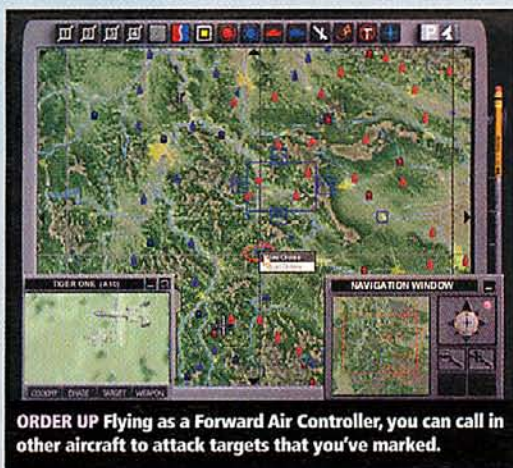 TIGER ONE (A10)
COCKPIT CHASE TARGET WEAPON
NAVIGATION WINDOW
P
ORDER UP Flying as a Forward Air Controller, you can call in
other aircraft to attack targets that you've marked.